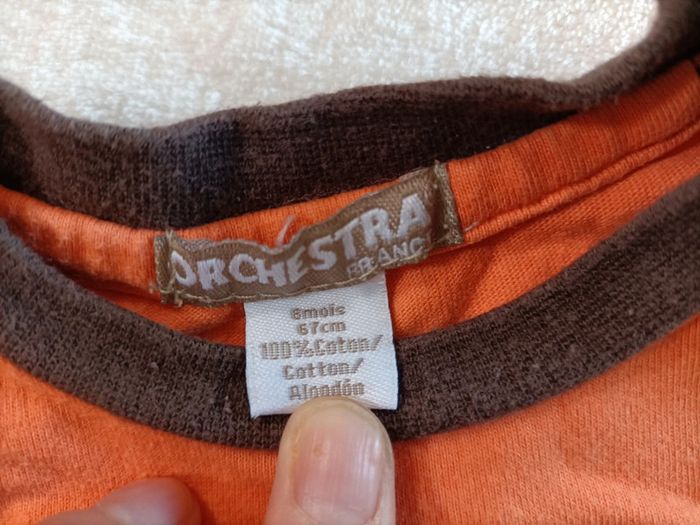 ORCHESTRA
FRANCE
6mois
67cm
100%Coton/
Cotton/
Algodón